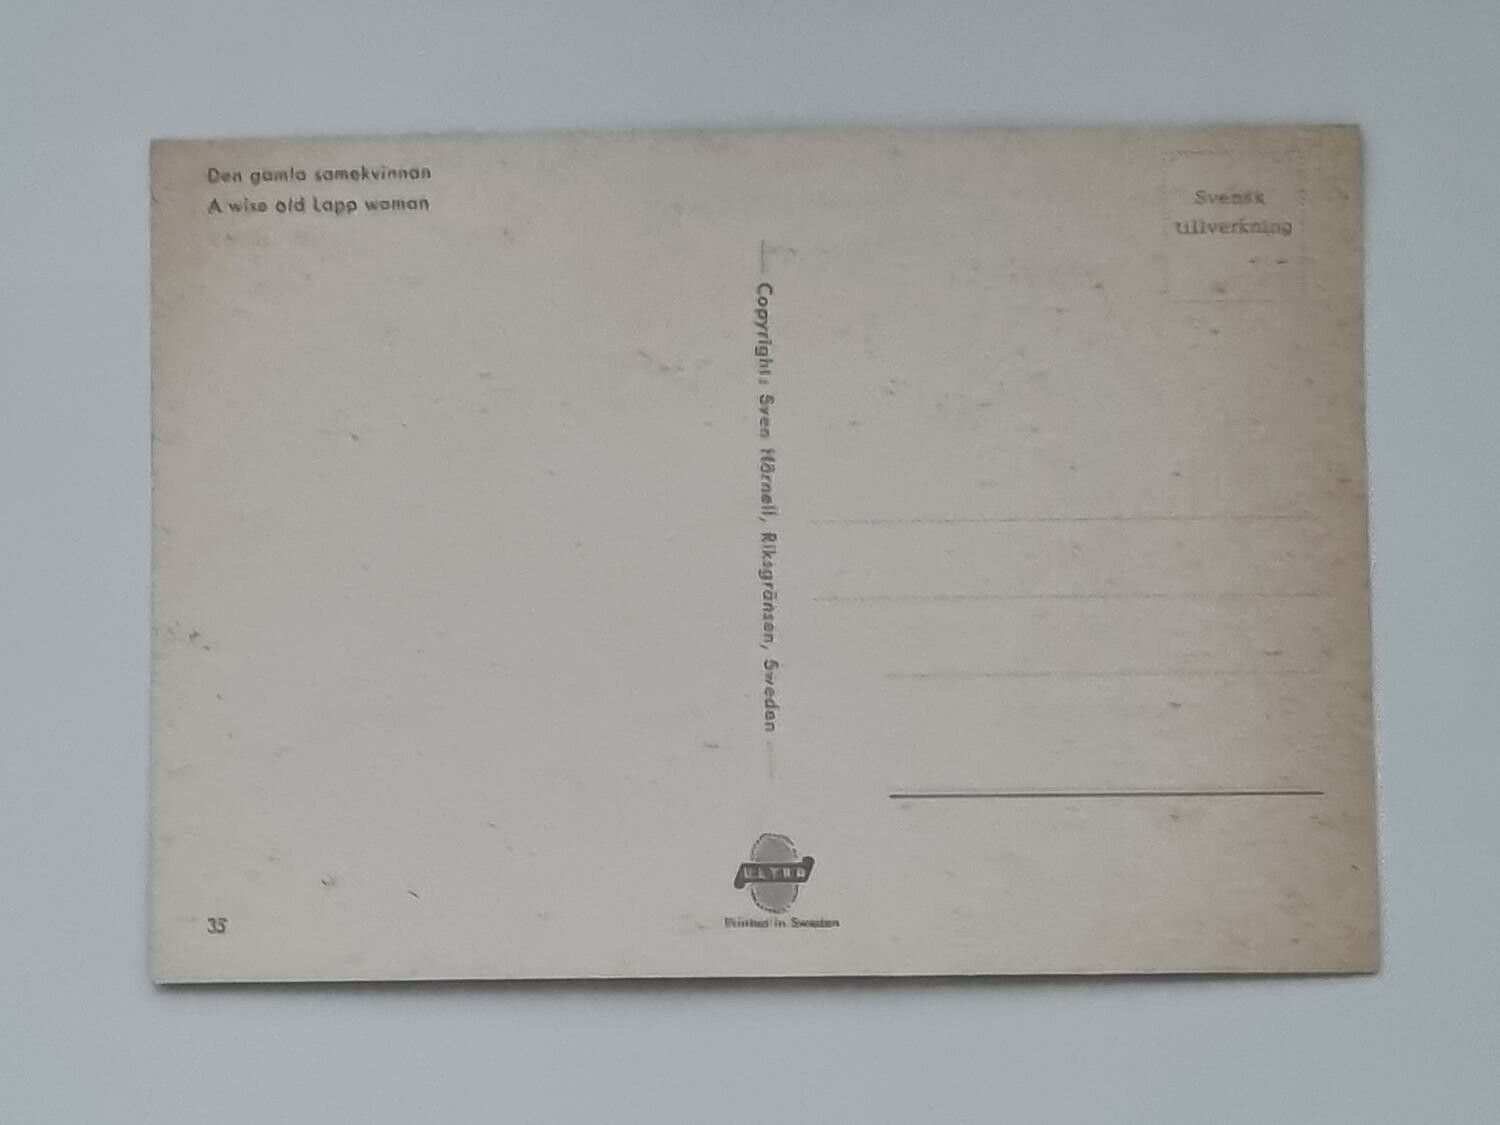 Den gamla samekvinnan
A wise old Lapp woman
Svensk
tillverkning
Copyright: Sven Hörnell, Riksgränsen, Sweden
ULTRA
Printed in Sweden
35